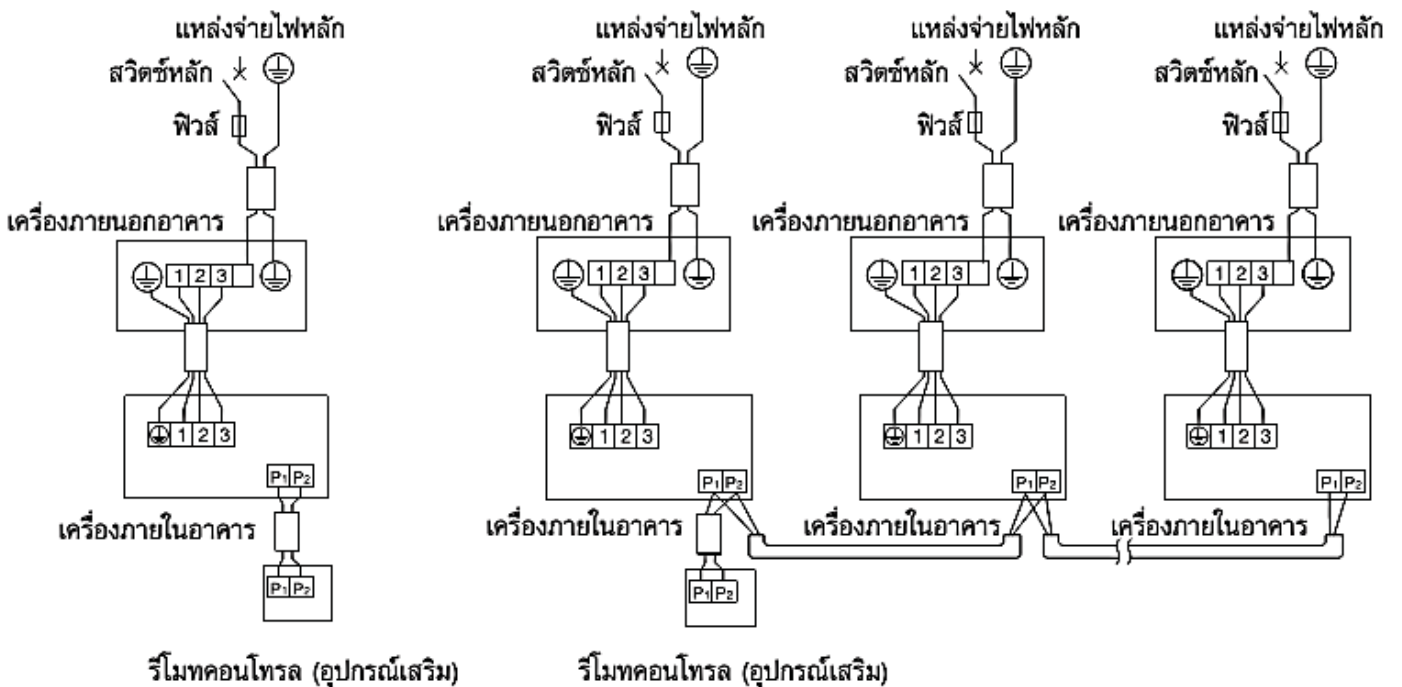 แหล่งจ่ายไฟหลัก แหล่งจ่ายไฟหลัก แหล่งจ่ายไฟหลัก แหล่งจ่ายไฟหลัก
สวิตช์หลัก สวิตช์หลัก สวิตช์หลัก สวิตช์หลัก
ฟิวส์ ฟิวส์ ฟิวส์ ฟิวส์
เครื่องภายนอกอาคาร เครื่องภายนอกอาคาร เครื่องภายนอกอาคาร เครื่องภายนอกอาคาร
1 2 3 1 2 3 1 2 3 1 2 3
1 2 3 1 2 3 1 2 3 1 2 3
P1 P2 P1 P2 P1 P2 P1 P2
เครื่องภายในอาคาร เครื่องภายในอาคาร เครื่องภายในอาคาร เครื่องภายในอาคาร
P1 P2 P1 P2
รีโมทคอนโทรล (อุปกรณ์เสริม) รีโมทคอนโทรล (อุปกรณ์เสริม)